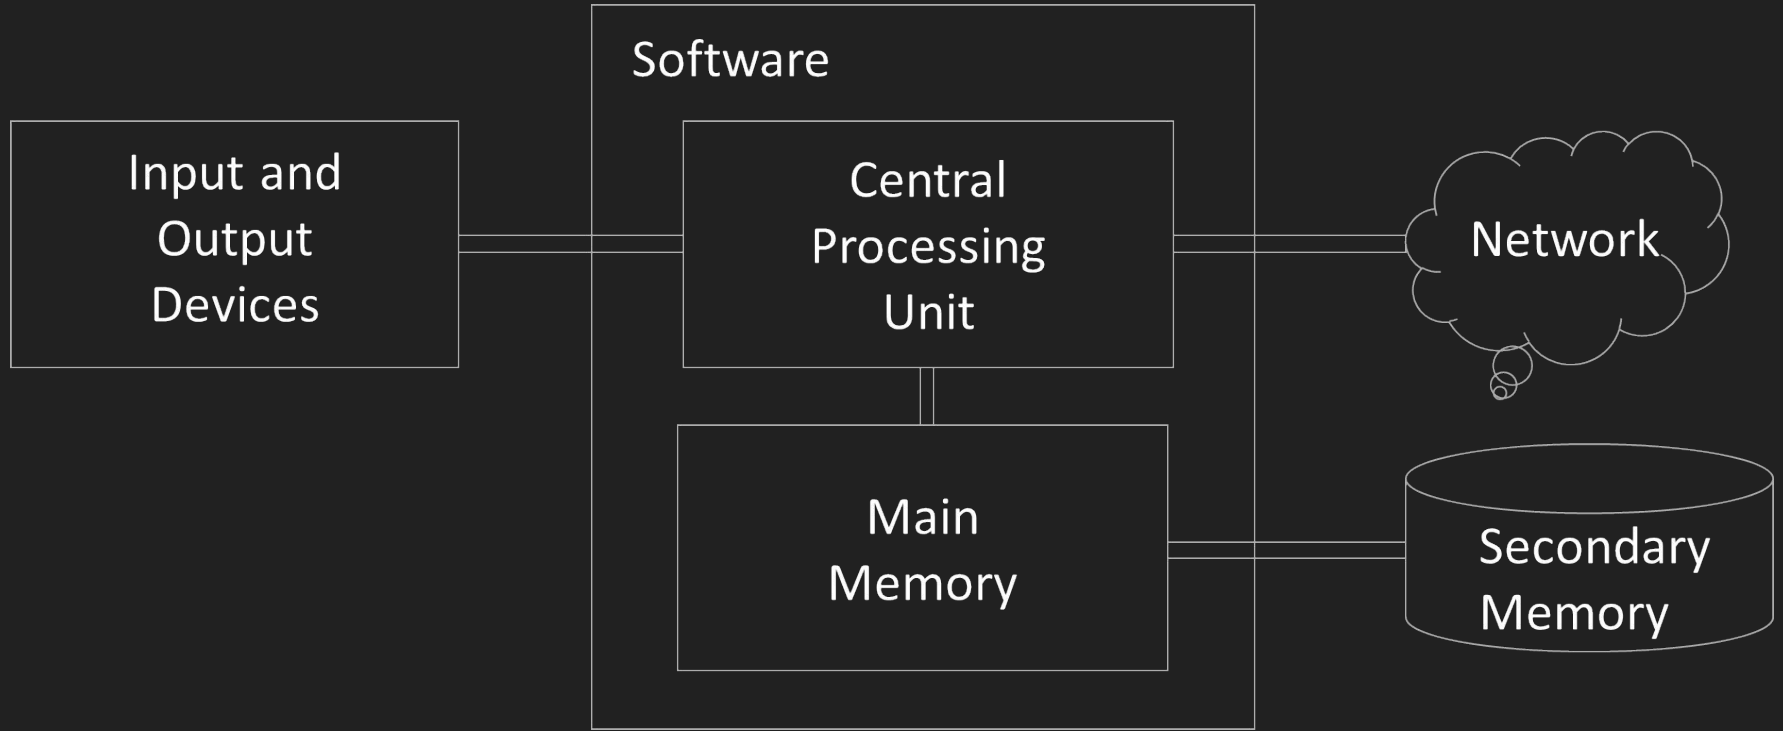 Software
Input and
Output
Devices
Central
Processing
Unit
Network
Main
Memory
Secondary
Memory